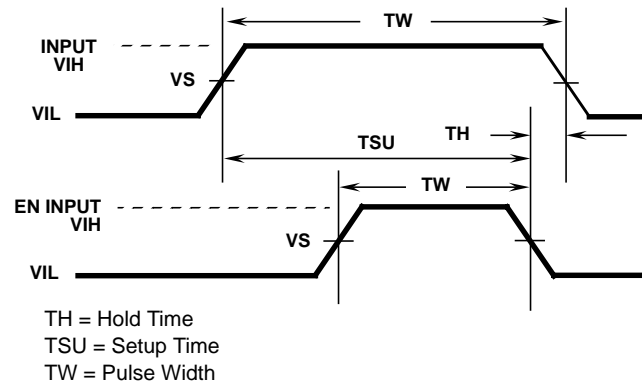 TW
INPUT
VIH
VS
VIL
TH
TSU
TW
EN INPUT
VIH
VS
VIL
TH = Hold Time
TSU = Setup Time
TW = Pulse Width